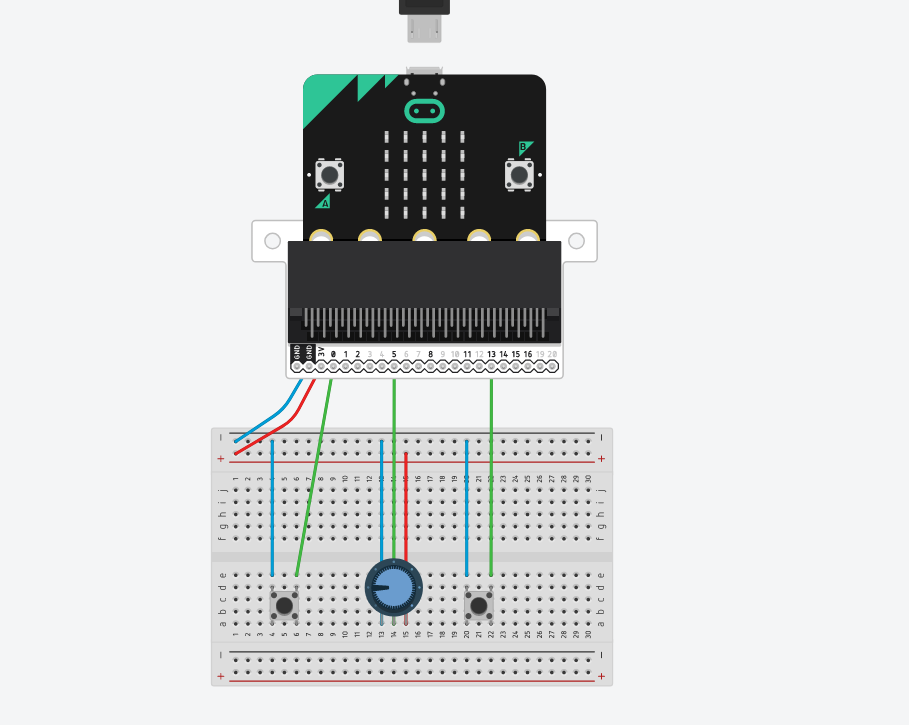 B
A
GND GND 3V 0 1 2 3 4 5 6 7 8 9 10 11 12 13 14 15 16 19 20
− −
+ +
1 2 3 4 5 6 7 8 9 10 11 12 13 14 15 16 17 18 19 20 21 22 23 24 25 26 27 28 29 30
j j
i i
h h
g g
f f
e e
d d
c c
b b
a a
1 2 3 4 5 6 7 8 9 10 11 12 13 14 15 16 17 18 19 20 21 22 23 24 25 26 27 28 29 30
− −
+ +